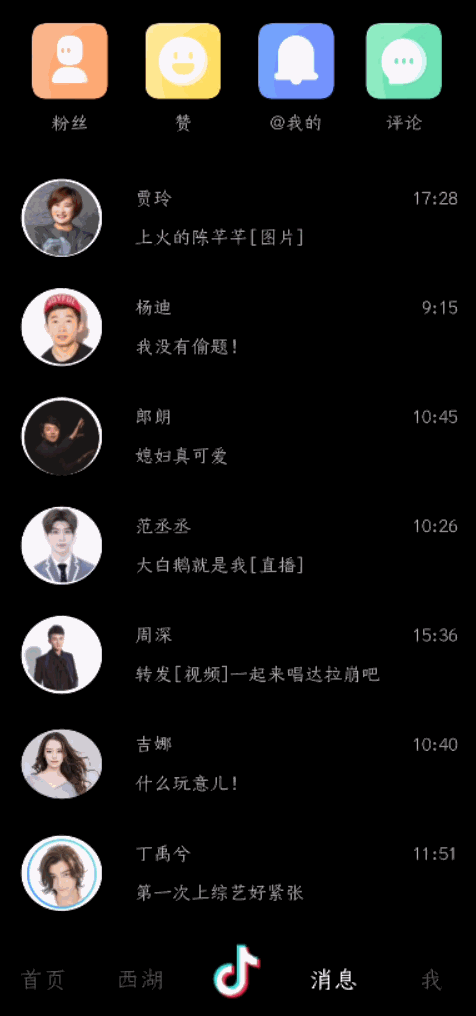 粉丝
赞
@我的
评论
贾玲
17:28
上火的陈芊芊[图片]
杨迪
9:15
我没有偷题!
郎朗
10:45
媳妇真可爱
范丞丞
10:26
大白鹅就是我[直播]
周深
15:36
转发[视频]一起来唱达拉崩吧
吉娜
10:40
什么玩意儿!
丁禹兮
11:51
第一次上综艺好紧张
首页
西湖
消息
我